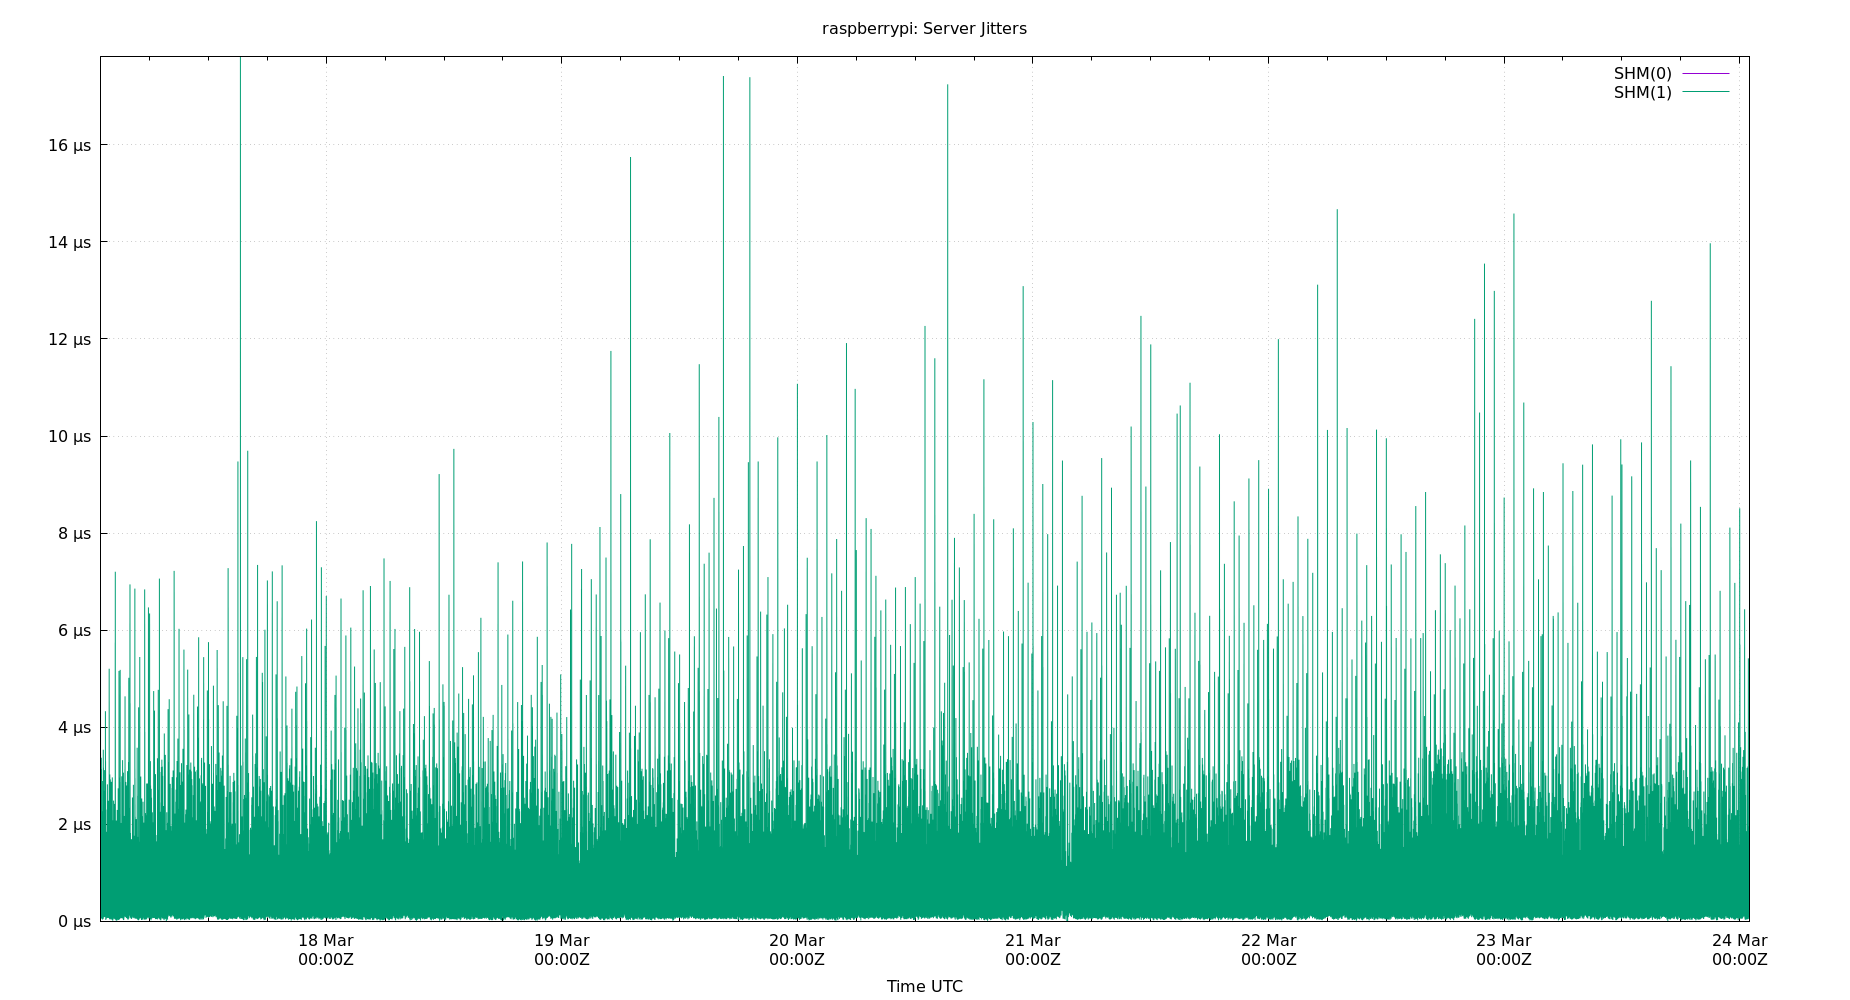 raspberrypi: Server Jitters
SHM(0)
SHM(1)
16 µs
14 µs
12 µs
10 µs
8 µs
6 µs
4 µs
2 µs
0 µs
18 Mar 19 Mar 20 Mar 21 Mar 22 Mar 23 Mar 24 Mar
00:00Z 00:00Z 00:00Z 00:00Z 00:00Z 00:00Z 00:00Z
Time UTC